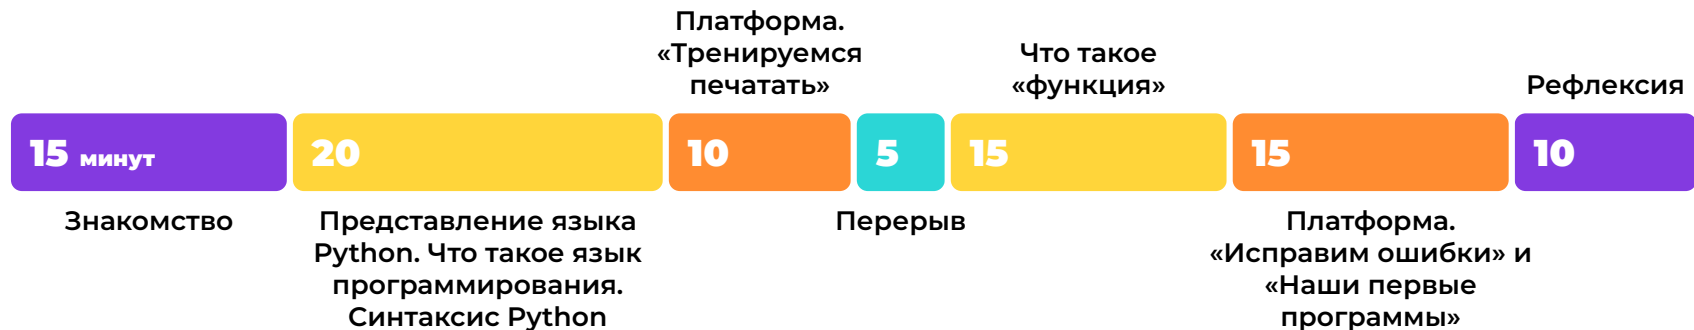 Платформа.
«Тренируемся
печатать»
Что такое
«функция»
Рефлексия
15 минут
20
10
5
15
15
10
Знакомство
Представление языка
Python. Что такое язык
программирования.
Синтаксис Python
Перерыв
Платформа.
«Исправим ошибки» и
«Наши первые
программы»